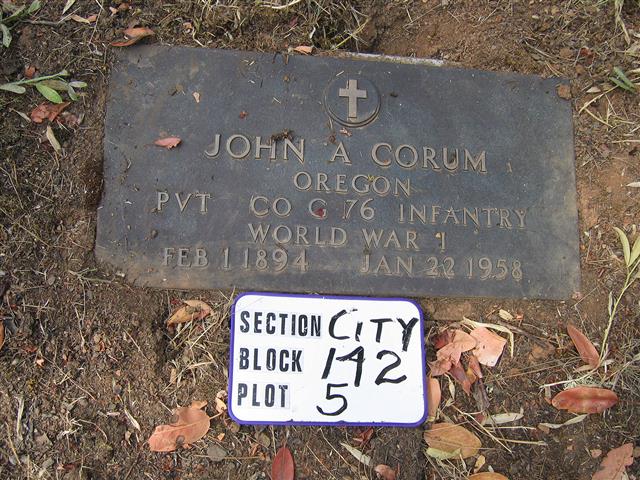 JOHN A CORUM
OREGON
PVT CO G 76 INFANTRY
WORLD WAR I
FEB 1 1894 JAN 22 1958
SECTION CITY
BLOCK 142
PLOT 5